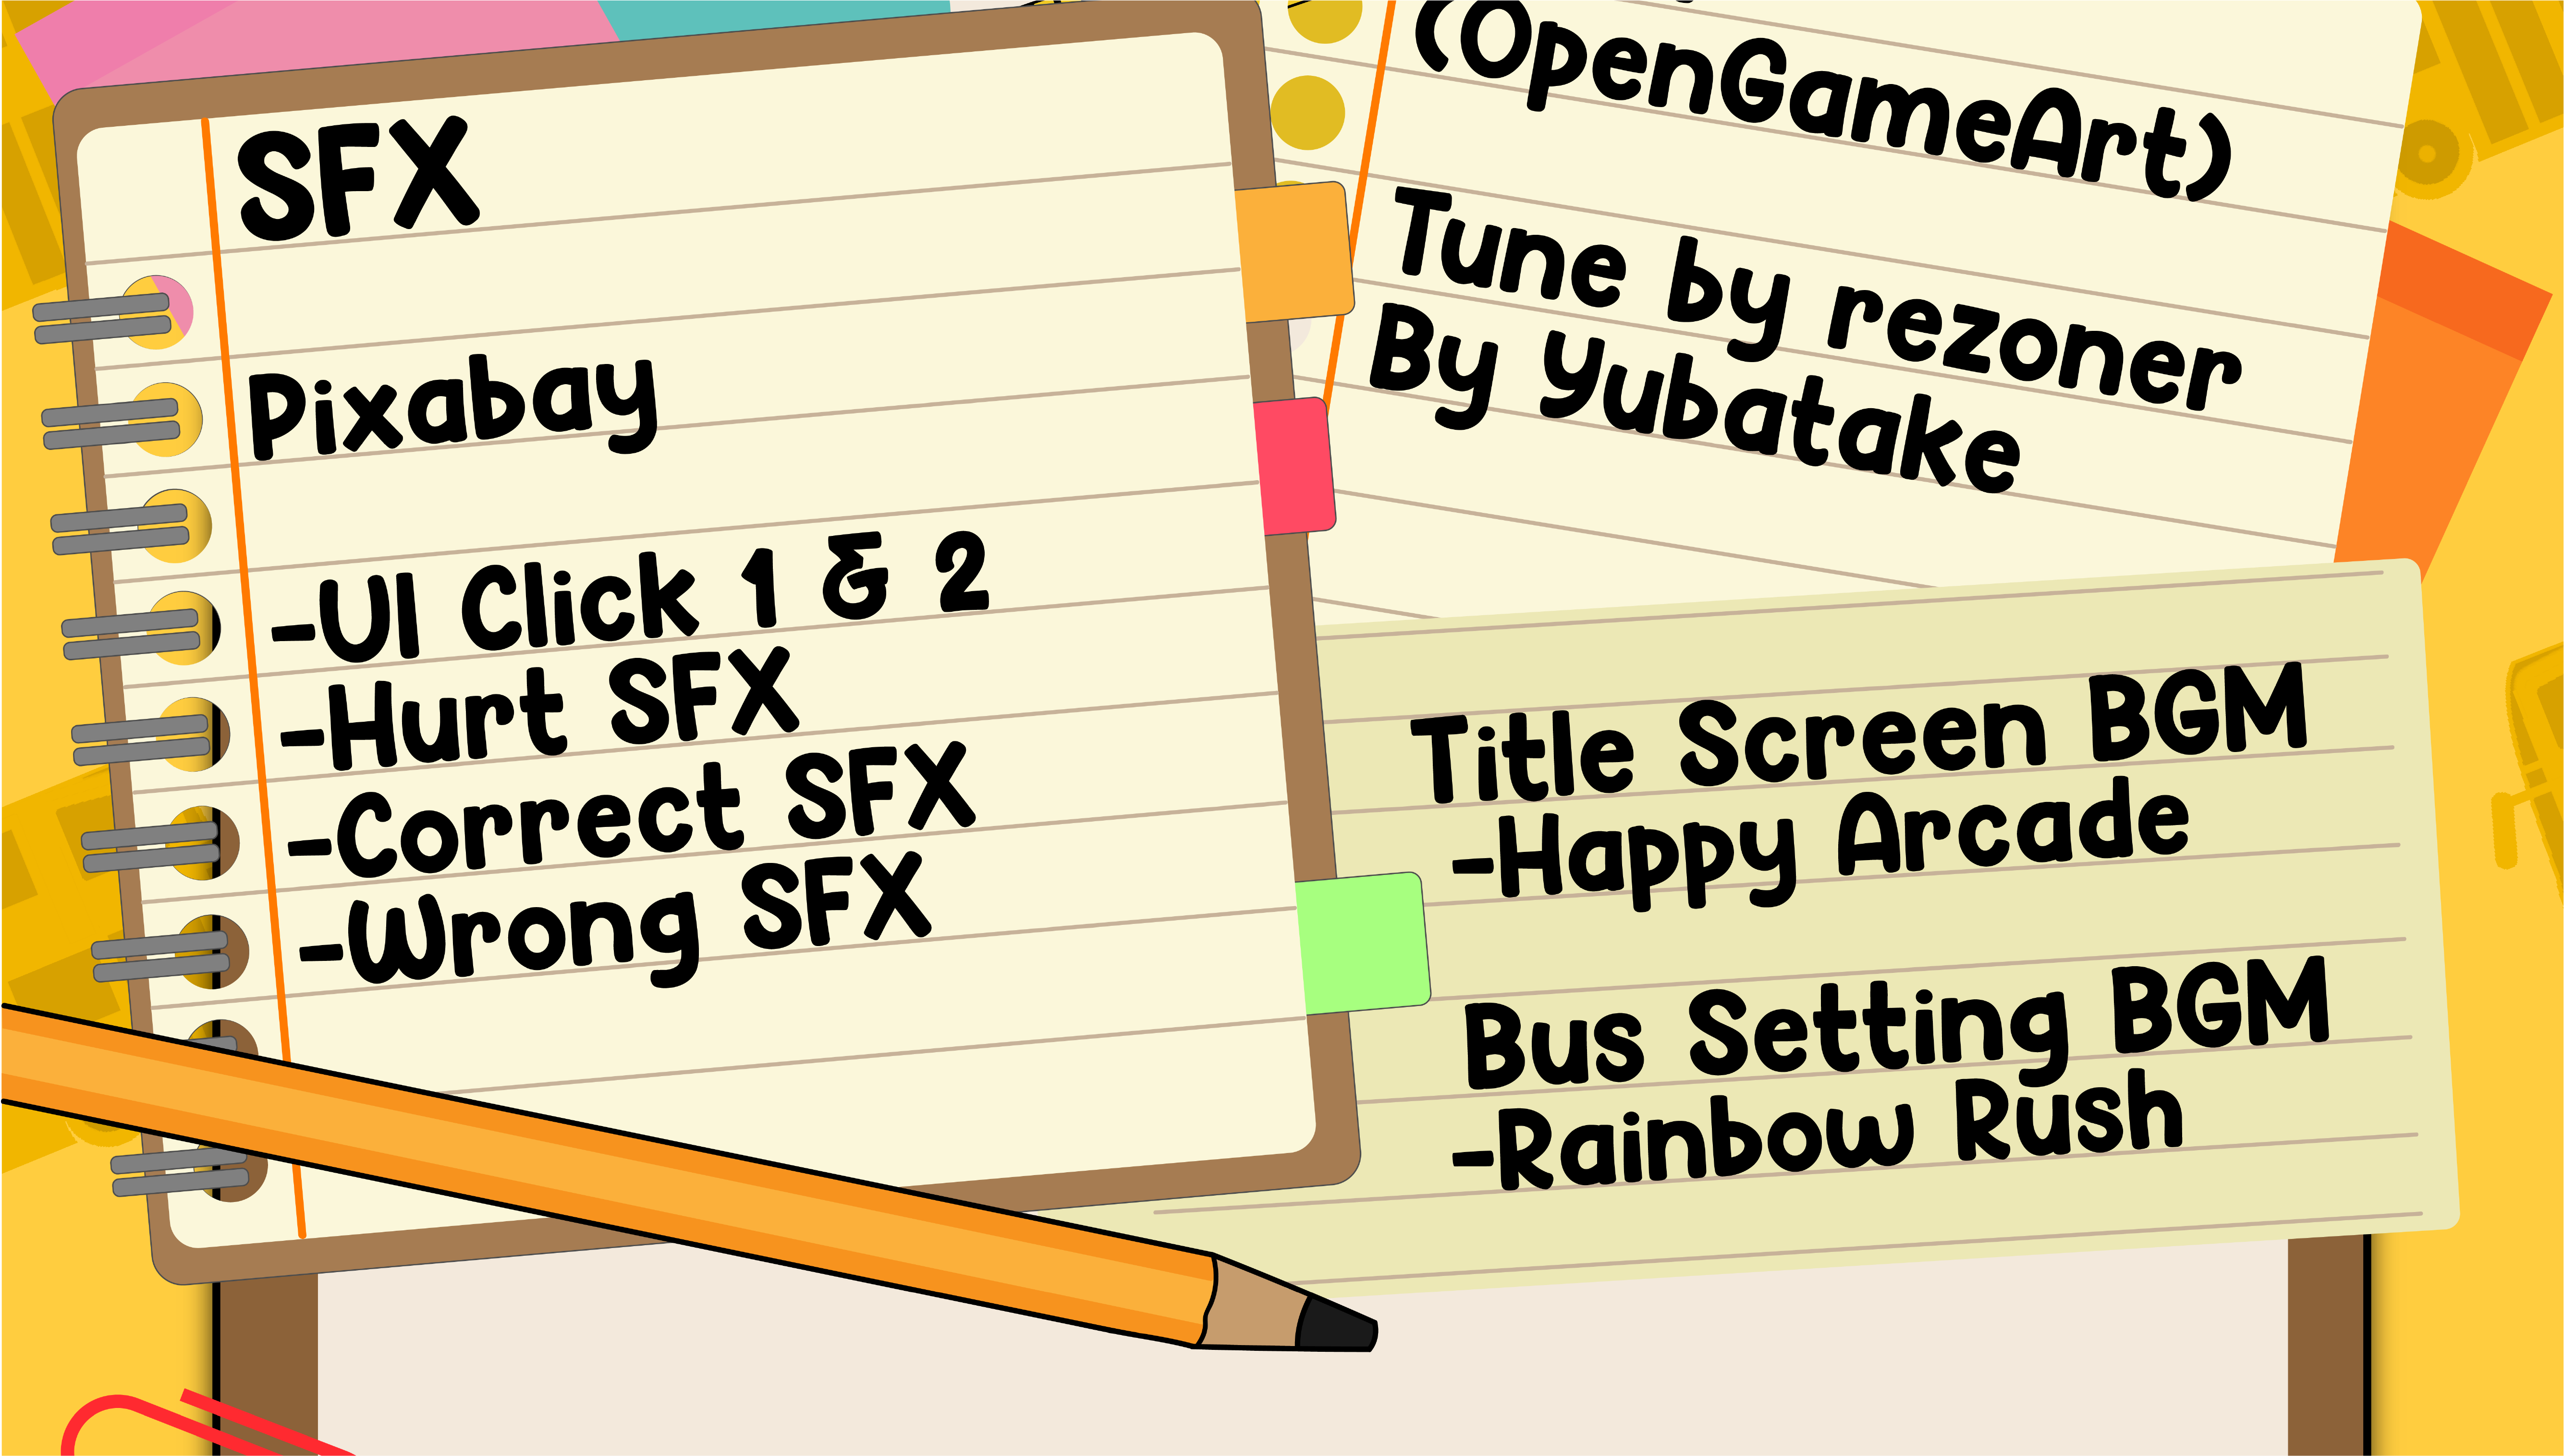 SFX
Pixabay
-UI Click 1 & 2
-Hurt SFX
-Correct SFX
-Wrong SFX
(OpenGameArt)
Tune by rezoner
By Yubatake
Title Screen BGM
-Happy Arcade
Bus Setting BGM
-Rainbow Rush